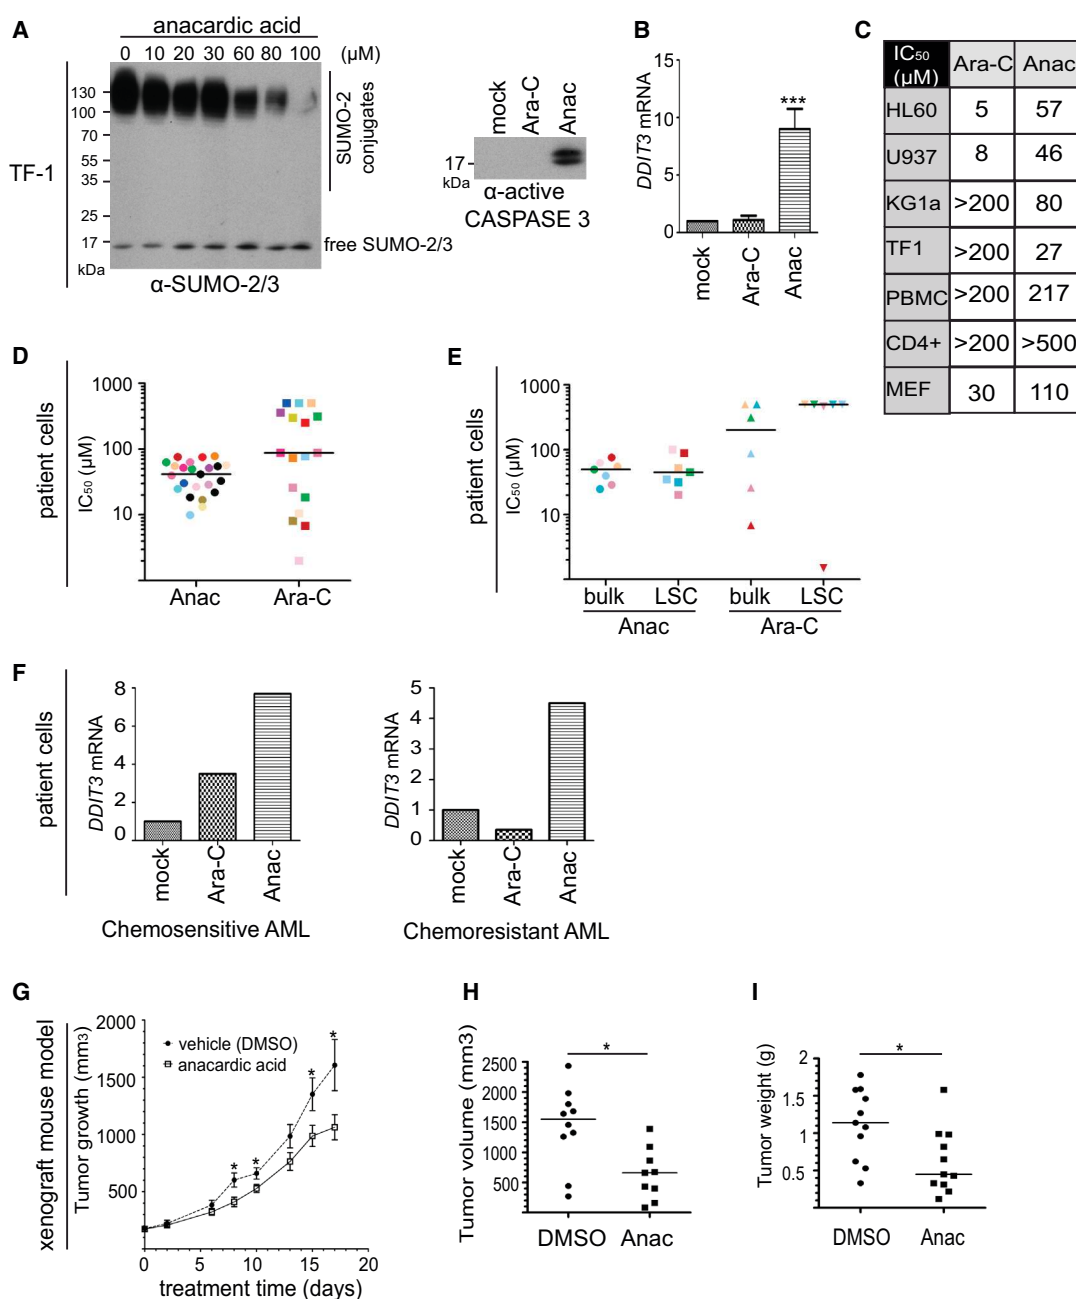 A
anacardic acid
0 10 20 30 60 80 100 (µM)
TF-1
130
100
70
55
35
25
17
kDa
SUMO-2
conjugates
free SUMO-2/3
α-SUMO-2/3
mock
Ara-C
Anac
17
kDa
α-active
CASPASE 3
B
DDIT3 mRNA
15
10
5
0
***
mock
Ara-C
Anac
C
IC50 (µM) Ara-C Anac
HL60 5 57
U937 8 46
KG1a >200 80
TF1 >200 27
PBMC >200 217
CD4+ >200 >500
MEF 30 110
D
patient cells
IC50 (µM)
1000
100
10
Anac Ara-C
E
patient cells
IC50 (µM)
1000
100
10
bulk LSC bulk LSC
Anac Ara-C
F
patient cells
DDIT3 mRNA
8
6
4
2
0
mock
Ara-C
Anac
Chemosensitive AML
DDIT3 mRNA
5
4
3
2
1
0
mock
Ara-C
Anac
Chemoresistant AML
G
xenograft mouse model
Tumor growth (mm3)
2000
1500
1000
500
vehicle (DMSO)
anacardic acid
* * * *
0 5 10 15 20
treatment time (days)
H
Tumor volume (mm3)
2500
2000
1500
1000
500
*
DMSO Anac
I
Tumor weight (g)
2
1.5
1
0.5
*
DMSO Anac